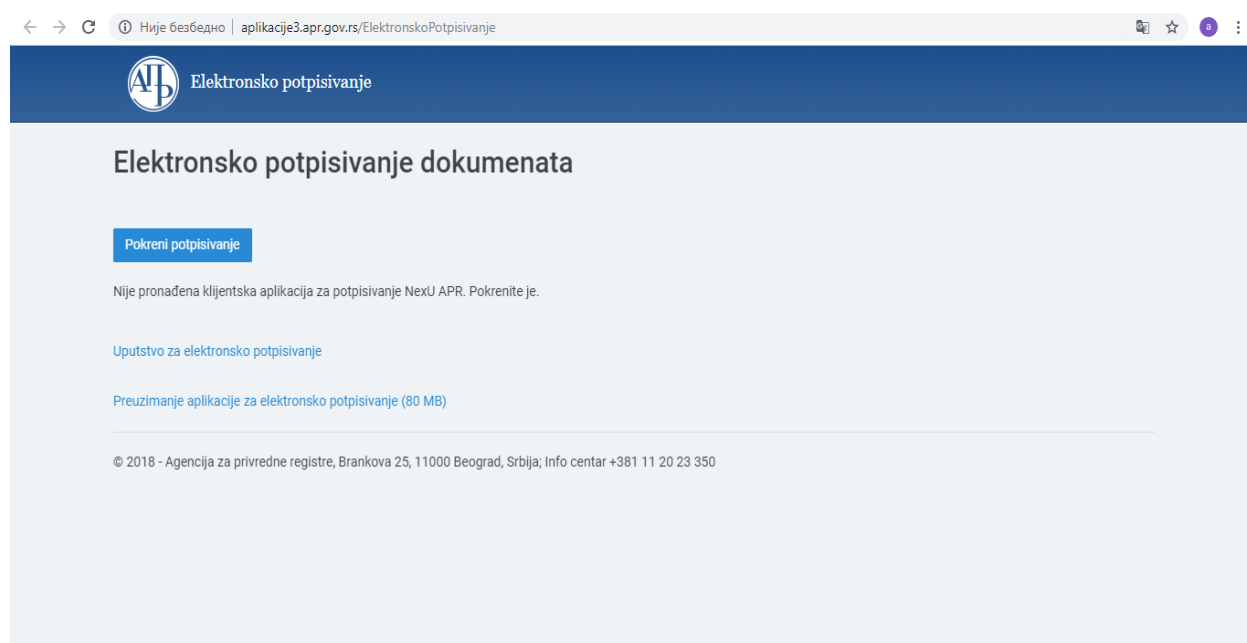 Није безбедно | aplikacije3.apr.gov.rs/ElektronskoPotpisivanje
a
АПР Elektronsko potpisivanje
Elektronsko potpisivanje dokumenata
Pokreni potpisivanje
Nije pronađena klijentska aplikacija za potpisivanje NexU APR. Pokrenite je.
Uputstvo za elektronsko potpisivanje
Preuzimanje aplikacije za elektronsko potpisivanje (80 MB)
© 2018 - Agencija za privredne registre, Brankova 25, 11000 Beograd, Srbija; Info centar +381 11 20 23 350